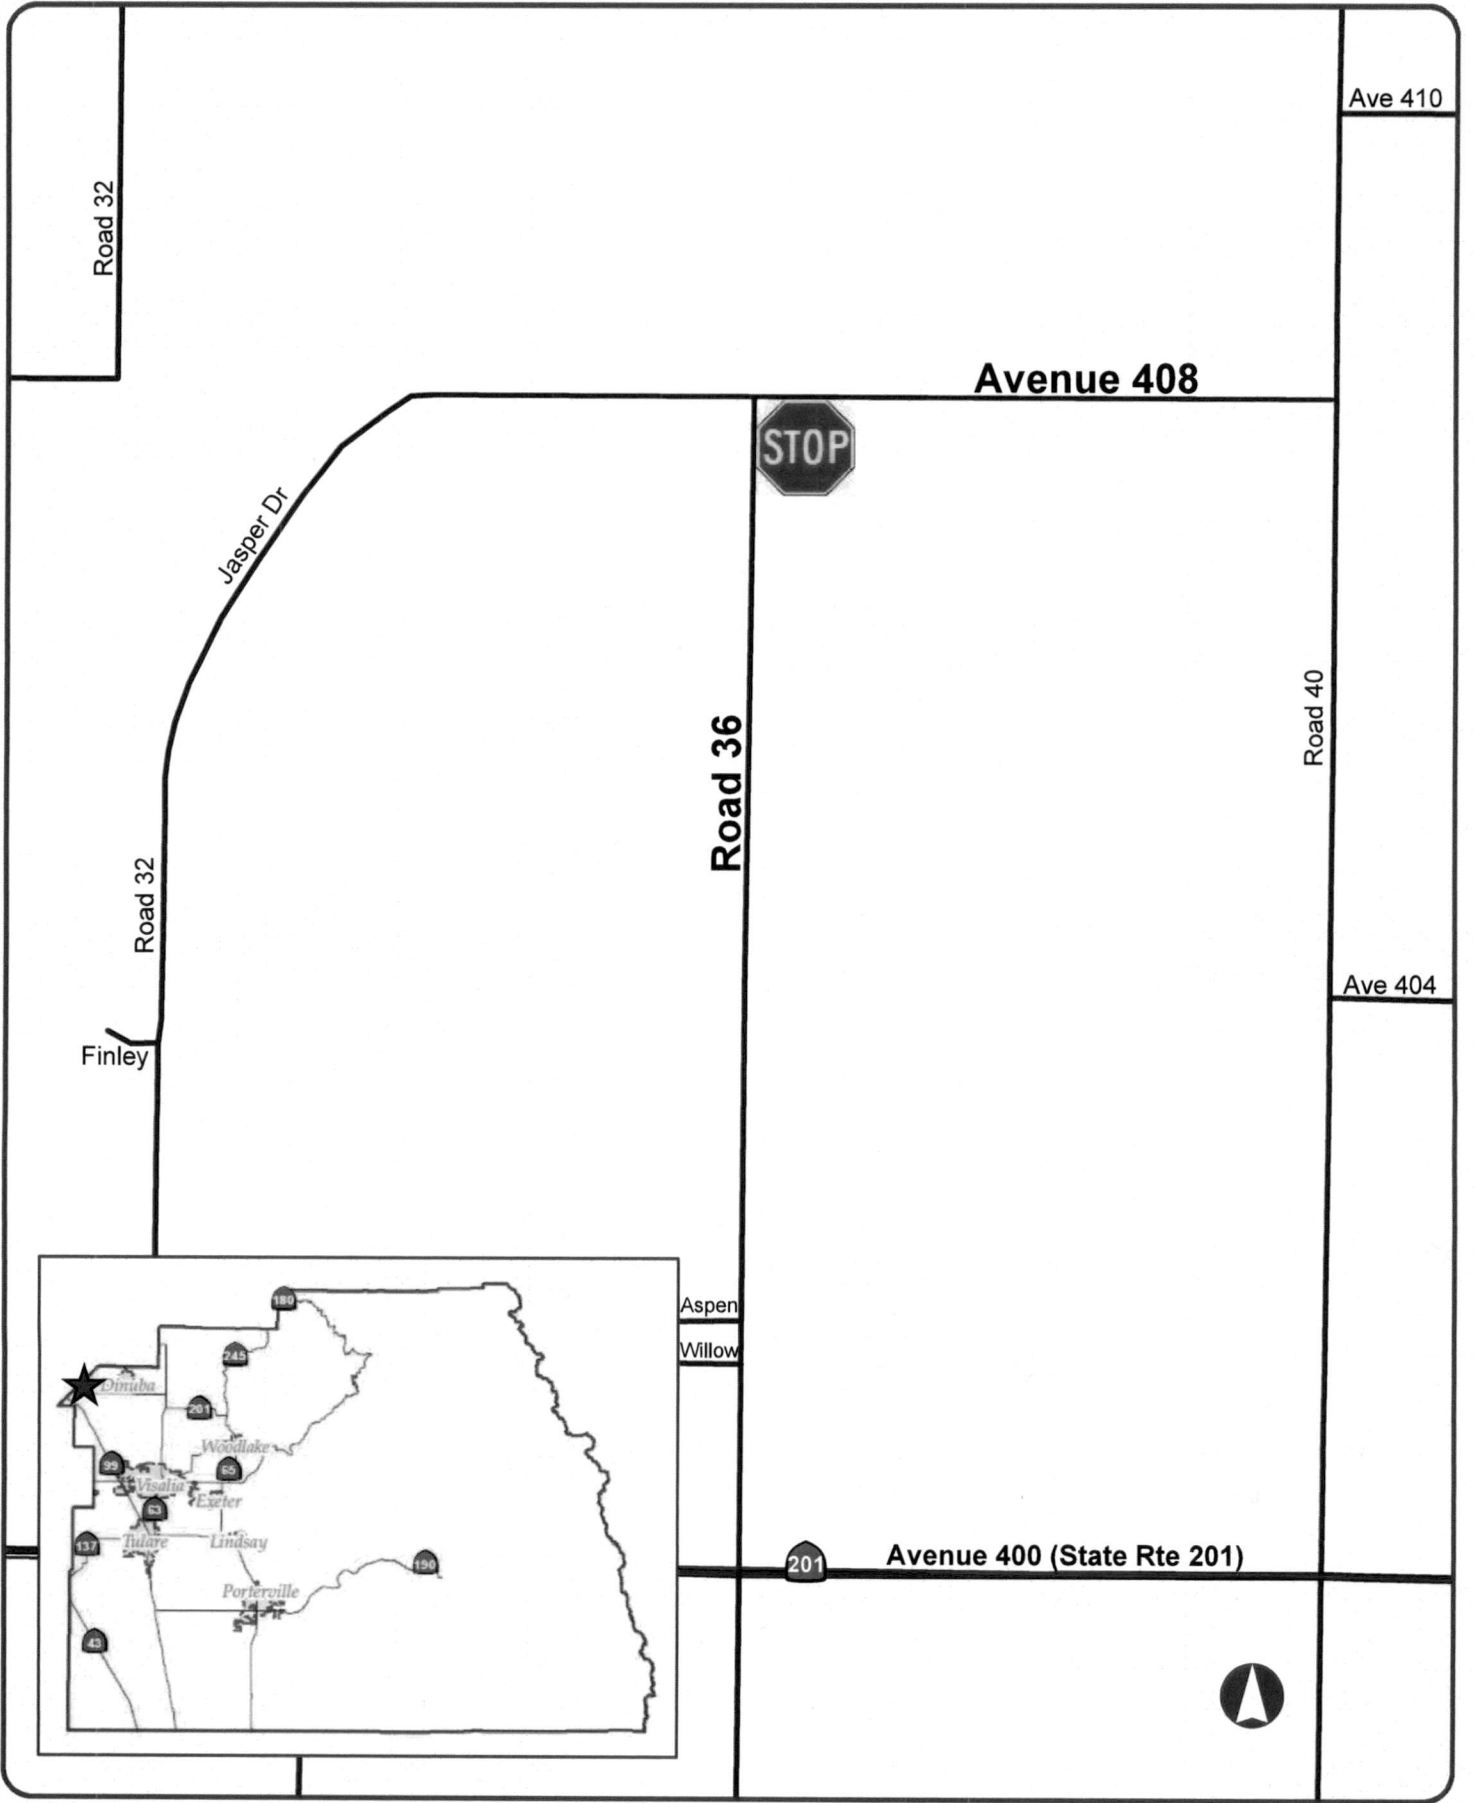 Ave 410
Road 32
Avenue 408
STOP
Jasper Dr
Road 40
Road 36
Road 32
Ave 404
Finley
Aspen
Willow
180
245
Dinuba
201
Woodlake
99
65
Visalia
Exeter
63
137
Tulare
Lindsay
190
Porterville
43
201
Avenue 400 (State Rte 201)